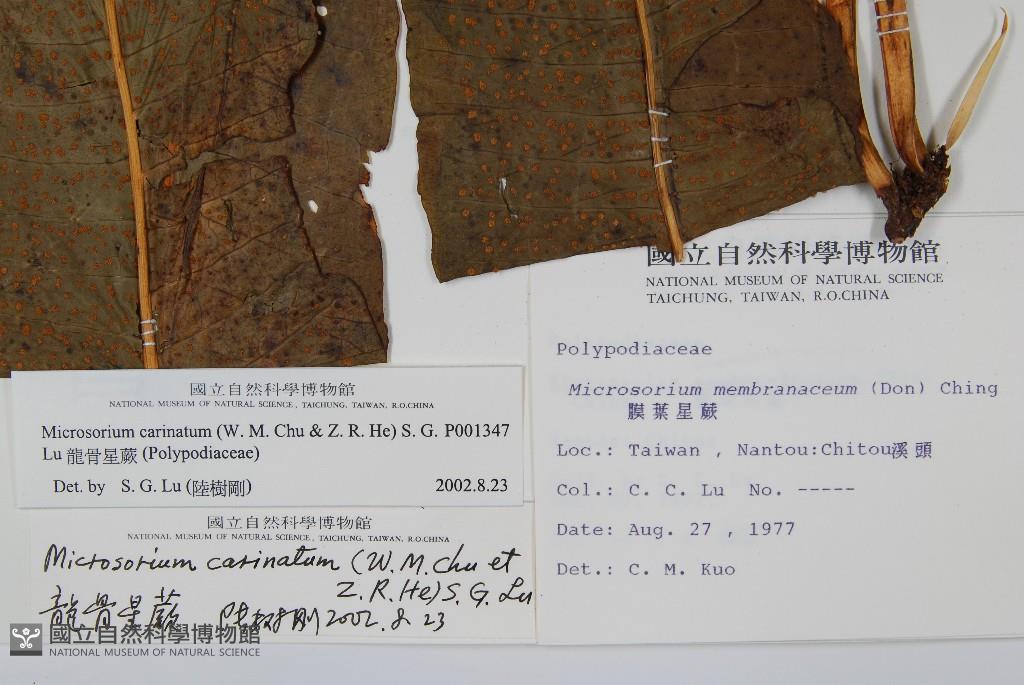 國立自然科學博物館
NATIONAL MUSEUM OF NATURAL SCIENCE
TAICHUNG, TAIWAN, R.O.CHINA
Polypodiaceae
Microsorium membranaceum (Don) Ching
膜葉星蕨
Loc.: Taiwan , Nantou:Chitou溪頭
Col.: C. C. Lu No. -----
Date: Aug. 27 , 1977
Det.: C. M. Kuo
國立自然科學博物館
NATIONAL MUSEUM OF NATURAL SCIENCE, TAICHUNG, TAIWAN, R.O.CHINA
Microsorium carinatum (W. M. Chu & Z. R. He) S. G. P001347
Lu 龍骨星蕨 (Polypodiaceae)
Det. by S. G. Lu (陸樹剛) 2002.8.23
國立自然科學博物館
NATIONAL MUSEUM OF NATURAL SCIENCE, TAICHUNG, TAIWAN, R.O.CHINA
Microsorium carinatum (W. M. Chu et
Z. R. He) S. G. Lu
龍骨星蕨 陆树刚 2002.8.23
國立自然科學博物館
NATIONAL MUSEUM OF NATURAL SCIENCE